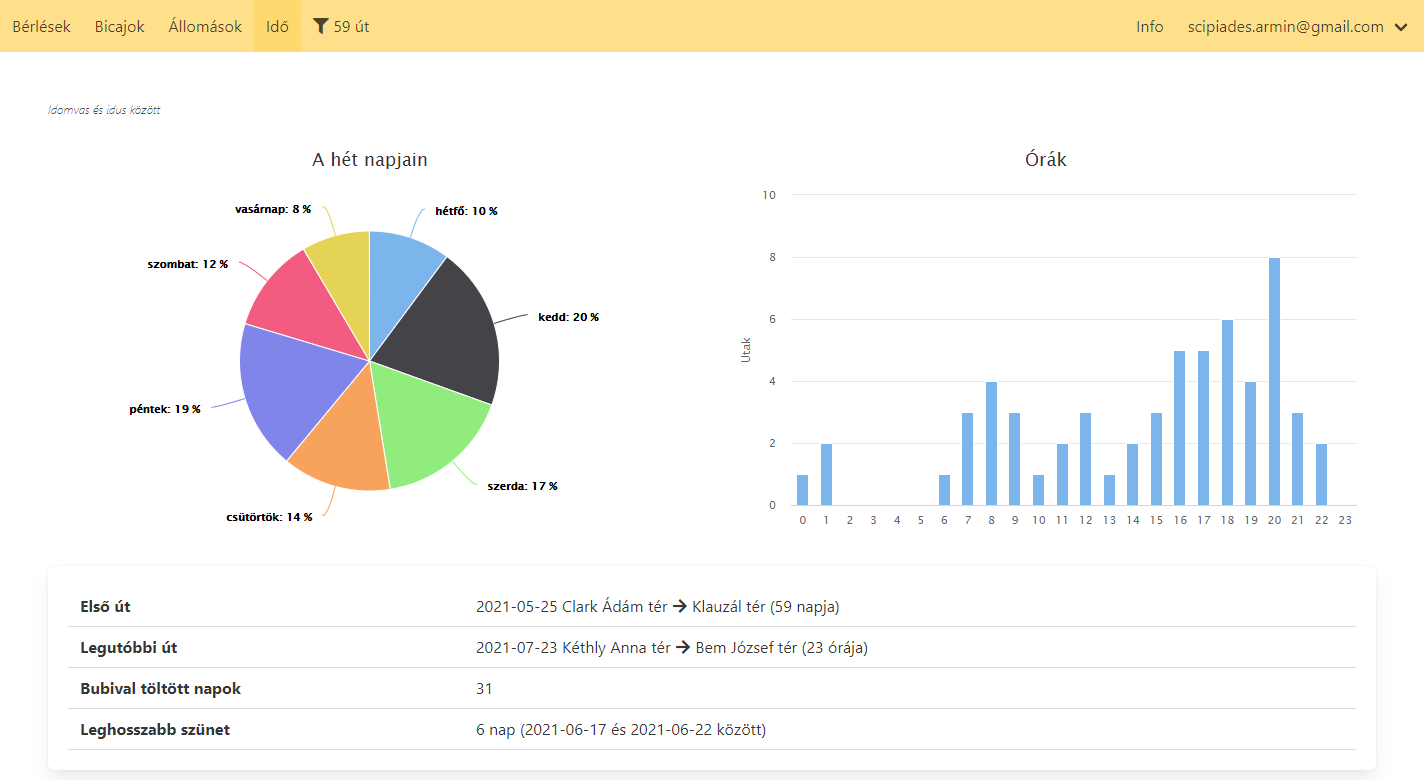 Bérlések Bicajok Állomások Idő 59 út Info scipiades.armin@gmail.com
Idomvas és idus között
A hét napjain
vasárnap: 8 %
hétfő: 10 %
szombat: 12 %
kedd: 20 %
péntek: 19 %
szerda: 17 %
csütörtök: 14 %
Órák
Utak
10
8
6
4
2
0
0 1 2 3 4 5 6 7 8 9 10 11 12 13 14 15 16 17 18 19 20 21 22 23
Első út 2021-05-25 Clark Ádám tér → Klauzál tér (59 napja)
Legutóbbi út 2021-07-23 Kéthly Anna tér → Bem József tér (23 órája)
Bubival töltött napok 31
Leghosszabb szünet 6 nap (2021-06-17 és 2021-06-22 között)